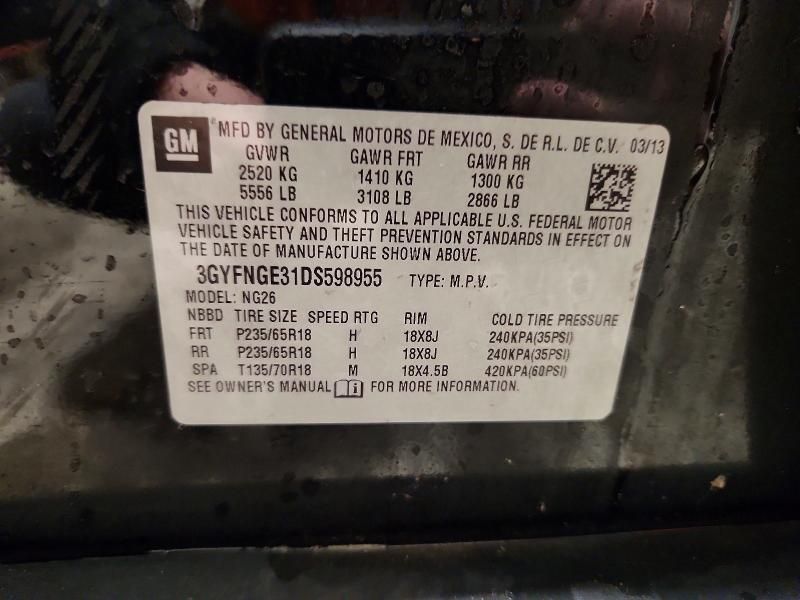 GM MFD BY GENERAL MOTORS DE MEXICO, S. DE R.L. DE C.V. 03/13
GVWR GAWR FRT GAWR RR
2520 KG 1410 KG 1300 KG
5556 LB 3108 LB 2866 LB
THIS VEHICLE CONFORMS TO ALL APPLICABLE U.S. FEDERAL MOTOR
VEHICLE SAFETY AND THEFT PREVENTION STANDARDS IN EFFECT ON
THE DATE OF MANUFACTURE SHOWN ABOVE.
3GYFNGE31DS598955 TYPE: M.P.V.
MODEL: NG26
NBBD TIRE SIZE SPEED RTG RIM COLD TIRE PRESSURE
FRT P235/65R18 H 18X8J 240KPA(35PSI)
RR P235/65R18 H 18X8J 240KPA(35PSI)
SPA T135/70R18 M 18X4.5B 420KPA(60PSI)
SEE OWNER'S MANUAL FOR MORE INFORMATION.